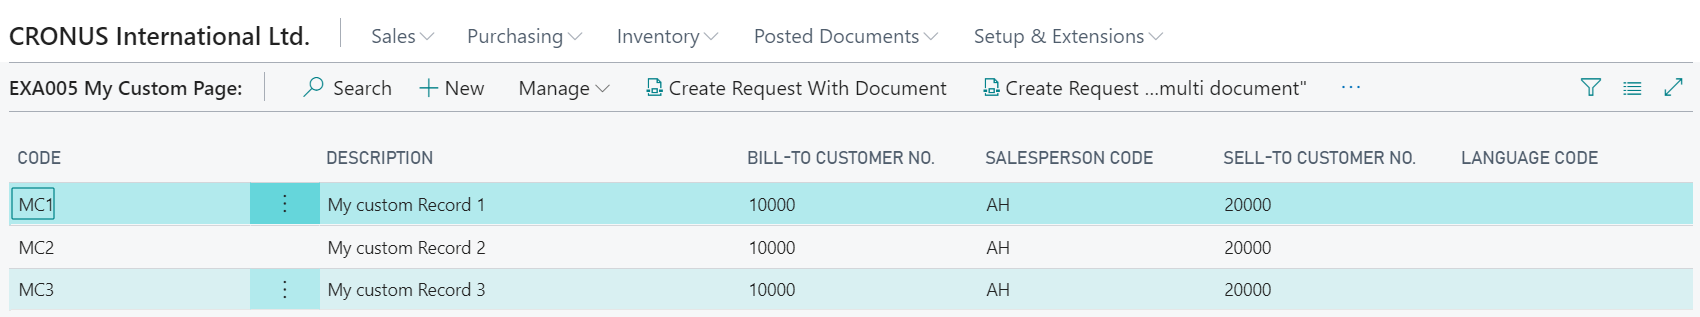 CRONUS International Ltd. Sales Purchasing Inventory Posted Documents Setup & Extensions
EXA005 My Custom Page: Search New Manage Create Request With Document Create Request ...multi document" ...
CODE DESCRIPTION BILL-TO CUSTOMER NO. SALESPERSON CODE SELL-TO CUSTOMER NO. LANGUAGE CODE
MC1 My custom Record 1 10000 AH 20000
MC2 My custom Record 2 10000 AH 20000
MC3 My custom Record 3 10000 AH 20000